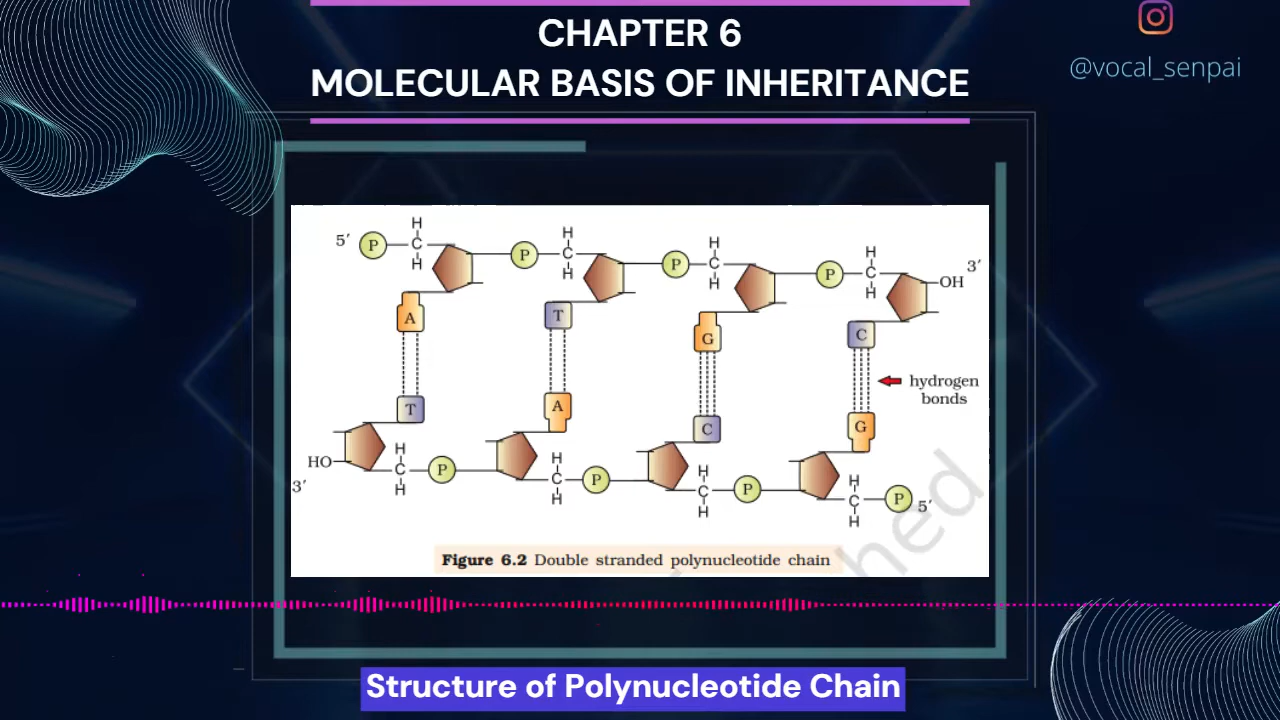 CHAPTER 6
MOLECULAR BASIS OF INHERITANCE
@vocal_senpai
H H H H
5′ P C P C P C P C 3′
H H H H OH
A T G C
hydrogen
bonds
T A C G
HO H H H H
3′ C P C P C P C P 5′
H H H H
Figure 6.2 Double stranded polynucleotide chain
Structure of Polynucleotide Chain